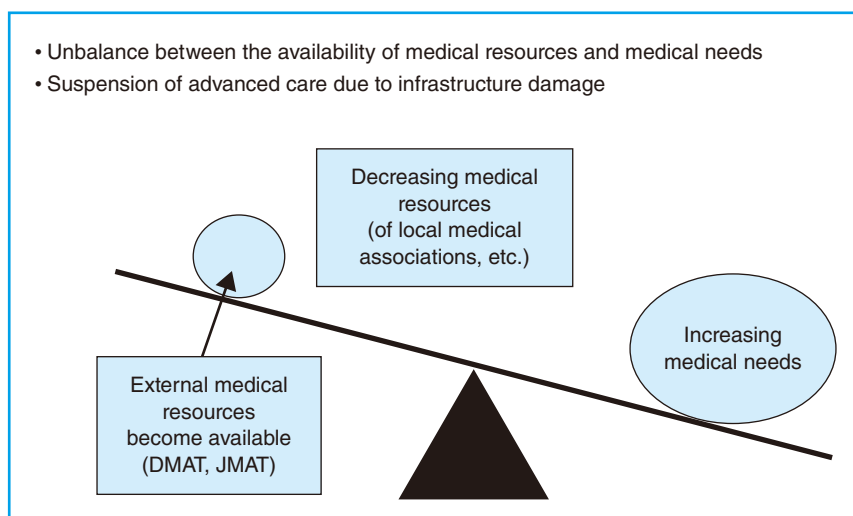 • Unbalance between the availability of medical resources and medical needs
• Suspension of advanced care due to infrastructure damage
Decreasing medical
resources
(of local medical
associations, etc.)
Increasing
medical needs
External medical
resources
become available
(DMAT, JMAT)